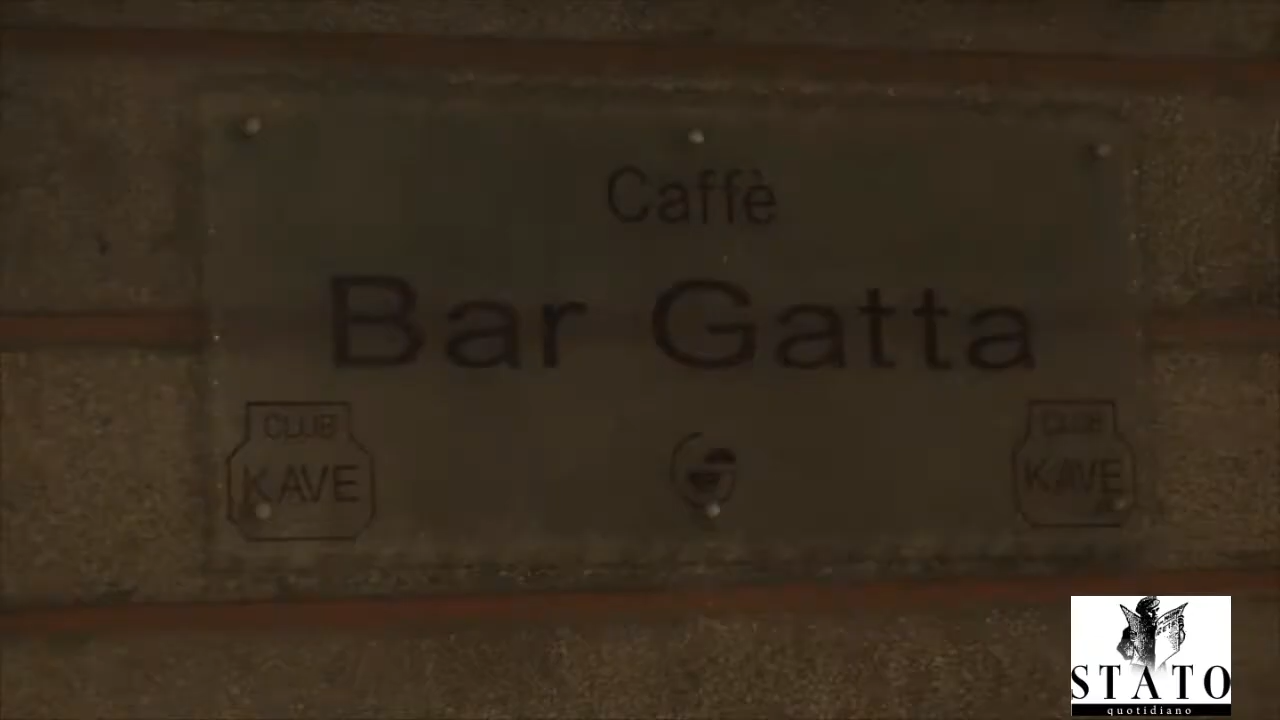 Caffè
Bar Gatta
CLUB
KAVE
CLUB
KAVE
STATO
quotidiano